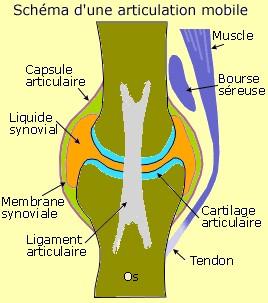 Schéma d'une articulation mobile
Muscle
Capsule
articulaire
Bourse
séreuse
Liquide
synovial
Membrane
synoviale
Cartilage
articulaire
Ligament
articulaire
Os
Tendon